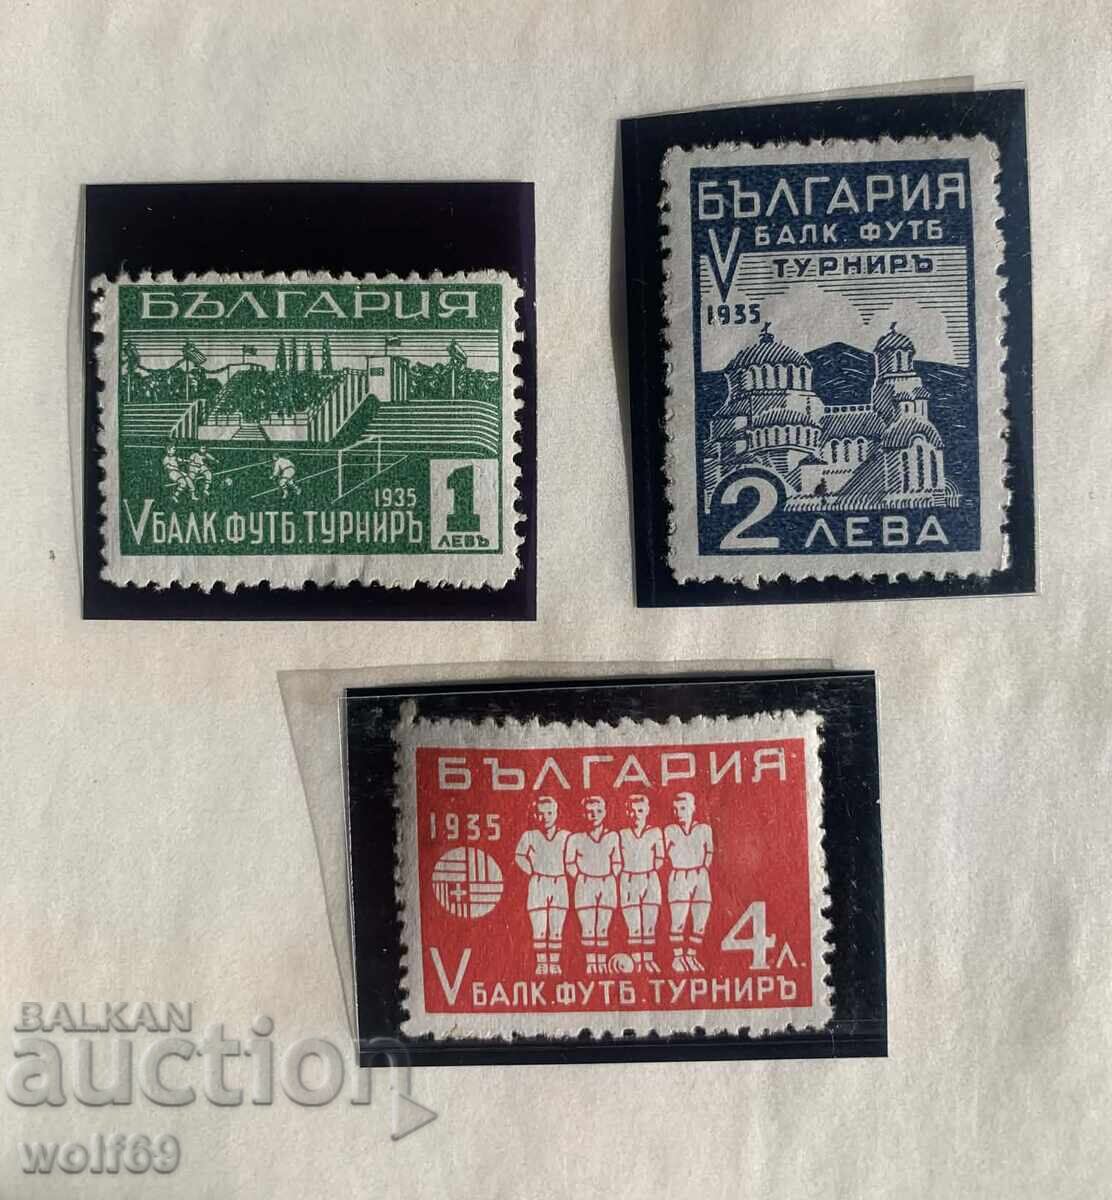 БЪЛГАРИЯ
1935
V БАЛК. ФУТБ. ТУРНИРЪ
1
ЛЕВЪ
БЪЛГАРИЯ
V БАЛК. ФУТБ
ТУРНИРЪ
1935
2
ЛЕВА
БЪЛГАРИЯ
1935
4 Л.
V БАЛК. ФУТБ. ТУРНИРЪ
BALKAN
auction
wolf69